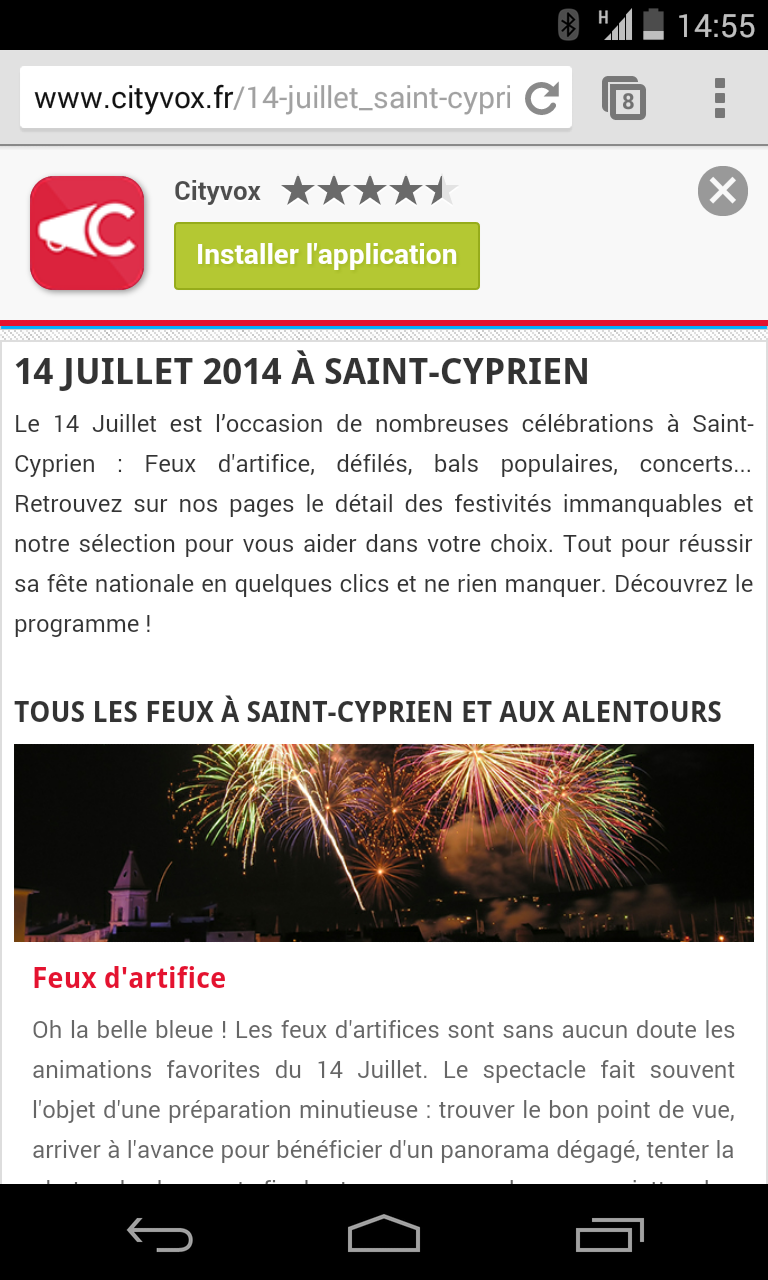 H 14:55
www.cityvox.fr/14-juillet_saint-cypri
8
C
Cityvox
Installer l'application
14 JUILLET 2014 À SAINT-CYPRIEN
Le 14 Juillet est l’occasion de nombreuses célébrations à Saint-
Cyprien : Feux d'artifice, défilés, bals populaires, concerts...
Retrouvez sur nos pages le détail des festivités immanquables et
notre sélection pour vous aider dans votre choix. Tout pour réussir
sa fête nationale en quelques clics et ne rien manquer. Découvrez le
programme !
TOUS LES FEUX À SAINT-CYPRIEN ET AUX ALENTOURS
Feux d'artifice
Oh la belle bleue ! Les feux d'artifices sont sans aucun doute les
animations favorites du 14 Juillet. Le spectacle fait souvent
l'objet d'une préparation minutieuse : trouver le bon point de vue,
arriver à l'avance pour bénéficier d'un panorama dégagé, tenter la